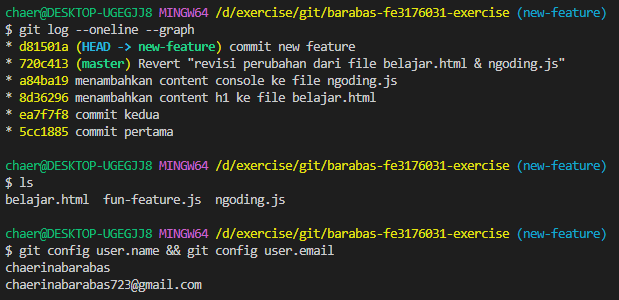 chaer@DESKTOP-UGEGJJ8 MINGW64 /d/exercise/git/barabas-fe3176031-exercise (new-feature)
$ git log --oneline --graph
* d81501a (HEAD -> new-feature) commit new feature
* 720c413 (master) Revert "revisi perubahan dari file belajar.html & ngoding.js"
* a84ba19 menambahkan content console ke file ngoding.js
* 8d36296 menambahkan content h1 ke file belajar.html
* ea7f7f8 commit kedua
* 5cc1885 commit pertama
chaer@DESKTOP-UGEGJJ8 MINGW64 /d/exercise/git/barabas-fe3176031-exercise (new-feature)
$ ls
belajar.html  fun-feature.js  ngoding.js
chaer@DESKTOP-UGEGJJ8 MINGW64 /d/exercise/git/barabas-fe3176031-exercise (new-feature)
$ git config user.name && git config user.email
chaerinabarabas
chaerinabarabas723@gmail.com